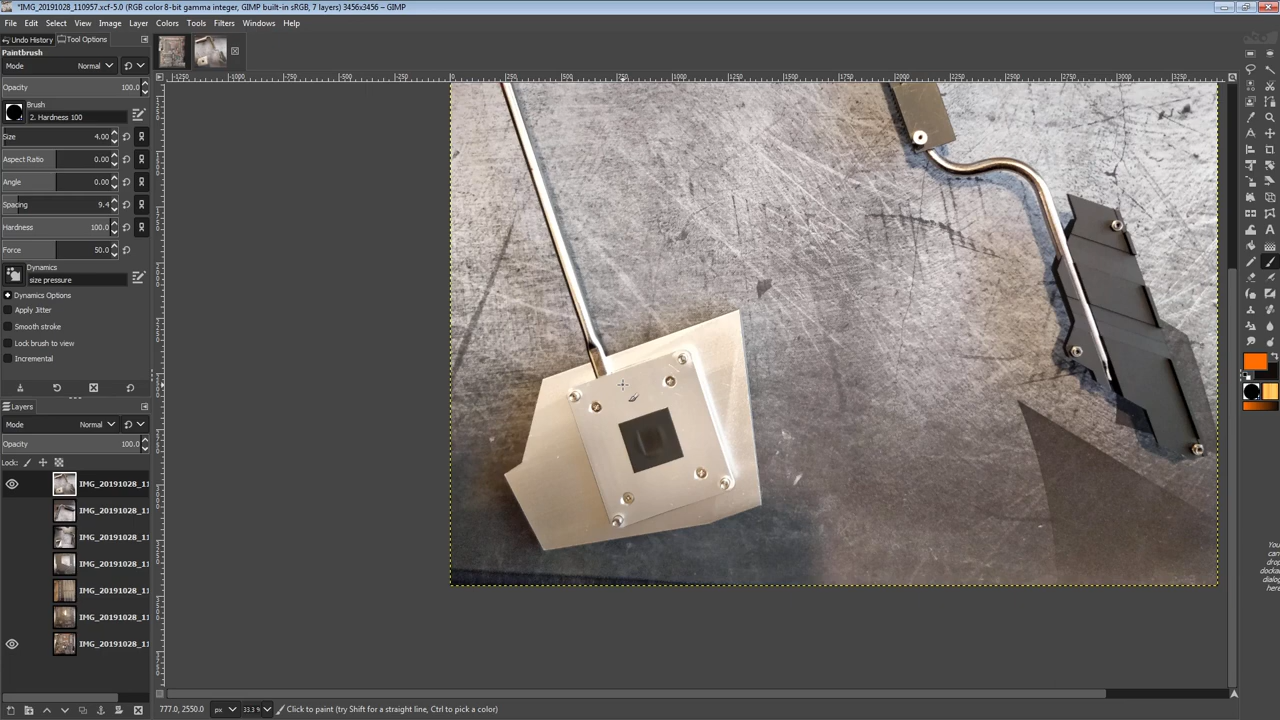 *IMG_20191028_110957.xcf-5.0 (RGB color 8-bit gamma integer, GIMP built-in sRGB, 7 layers) 3456x3456 – GIMP
File Edit Select View Image Layer Colors Tools Filters Windows Help
Undo History Tool Options
Paintbrush
Mode Normal
Opacity 100.0
Brush
2. Hardness 100
Size 4.00
Aspect Ratio 0.00
Angle 0.00
Spacing 9.4
Hardness 100.0
Force 50.0
Dynamics
size pressure
Dynamics Options
Apply Jitter
Smooth stroke
Lock brush to view
Incremental
Layers
Mode Normal
Opacity 100.0
Lock:
IMG_20191028_11
IMG_20191028_11
IMG_20191028_11
IMG_20191028_11
IMG_20191028_11
IMG_20191028_11
IMG_20191028_11
You
can
drop
dialog
here
777.0, 2550.0 px 33.3 % Click to paint (try Shift for a straight line, Ctrl to pick a color)